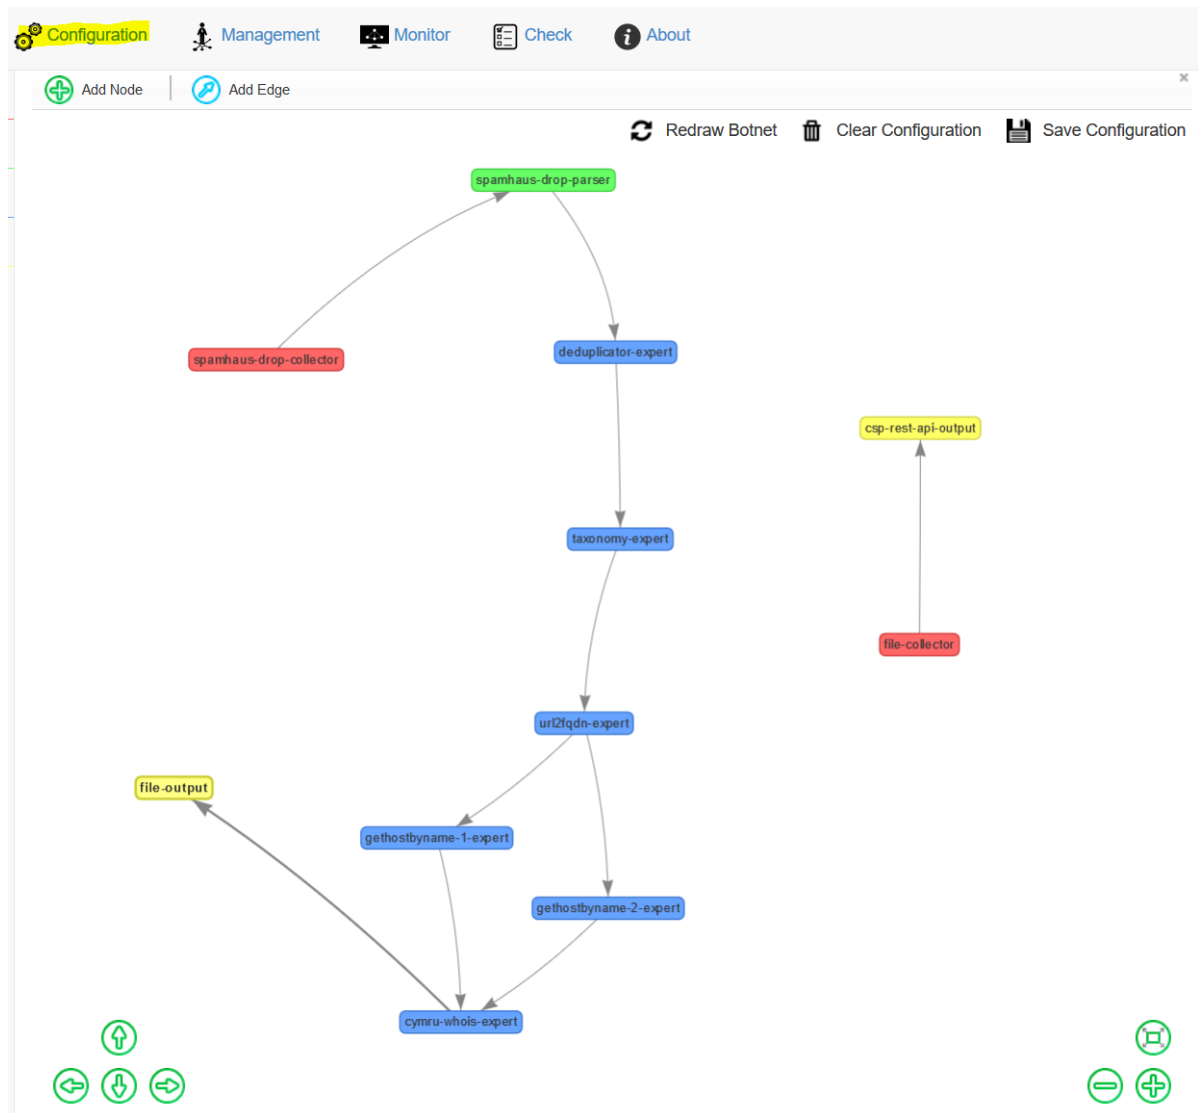 Configuration
Management
Monitor
Check
About
Add Node
Add Edge
Redraw Botnet
Clear Configuration
Save Configuration
spamhaus-drop-parser
spamhaus-drop-collector
deduplicator-expert
csp-rest-api-output
taxonomy-expert
file-collector
url2fqdn-expert
file-output
gethostbyname-1-expert
gethostbyname-2-expert
cymru-whois-expert